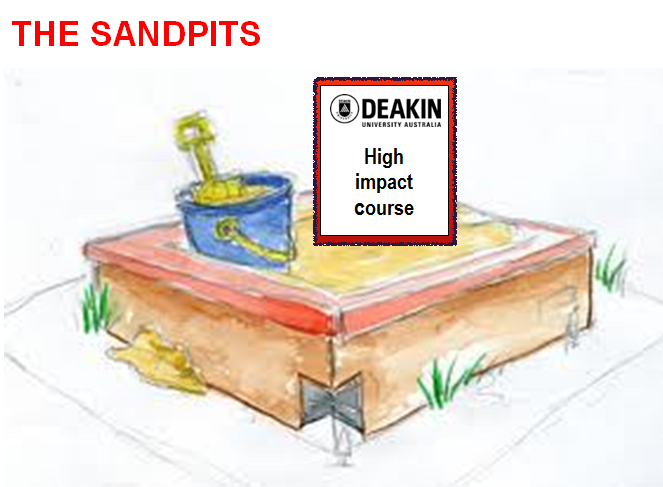 THE SANDPITS
DEAKIN
UNIVERSITY AUSTRALIA
High
impact
course